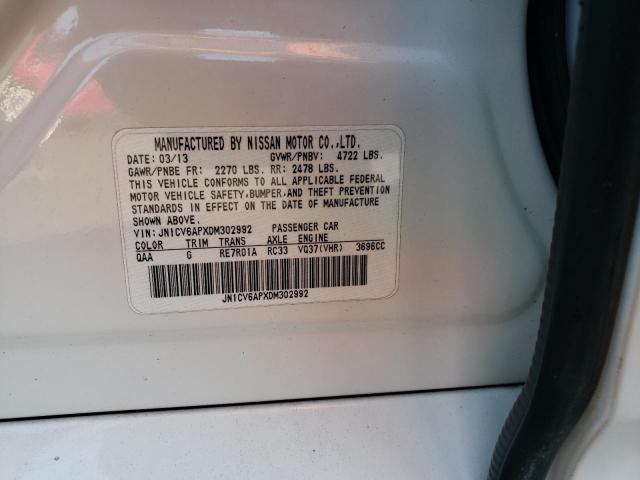 MANUFACTURED BY NISSAN MOTOR CO.,LTD.
DATE: 03/13 GVWR/PNBV: 4722 LBS.
GAWR/PNBE FR: 2270 LBS. RR: 2478 LBS.
THIS VEHICLE CONFORMS TO ALL APPLICABLE FEDERAL
MOTOR VEHICLE SAFETY,BUMPER,AND THEFT PREVENTION
STANDARDS IN EFFECT ON THE DATE OF MANUFACTURE
SHOWN ABOVE.
VIN: JN1CV6APXDM302992 PASSENGER CAR
COLOR TRIM TRANS AXLE ENGINE
QAA G RE7R01A RC33 VQ37(VHR) 3696CC
JN1CV6APXDM302992